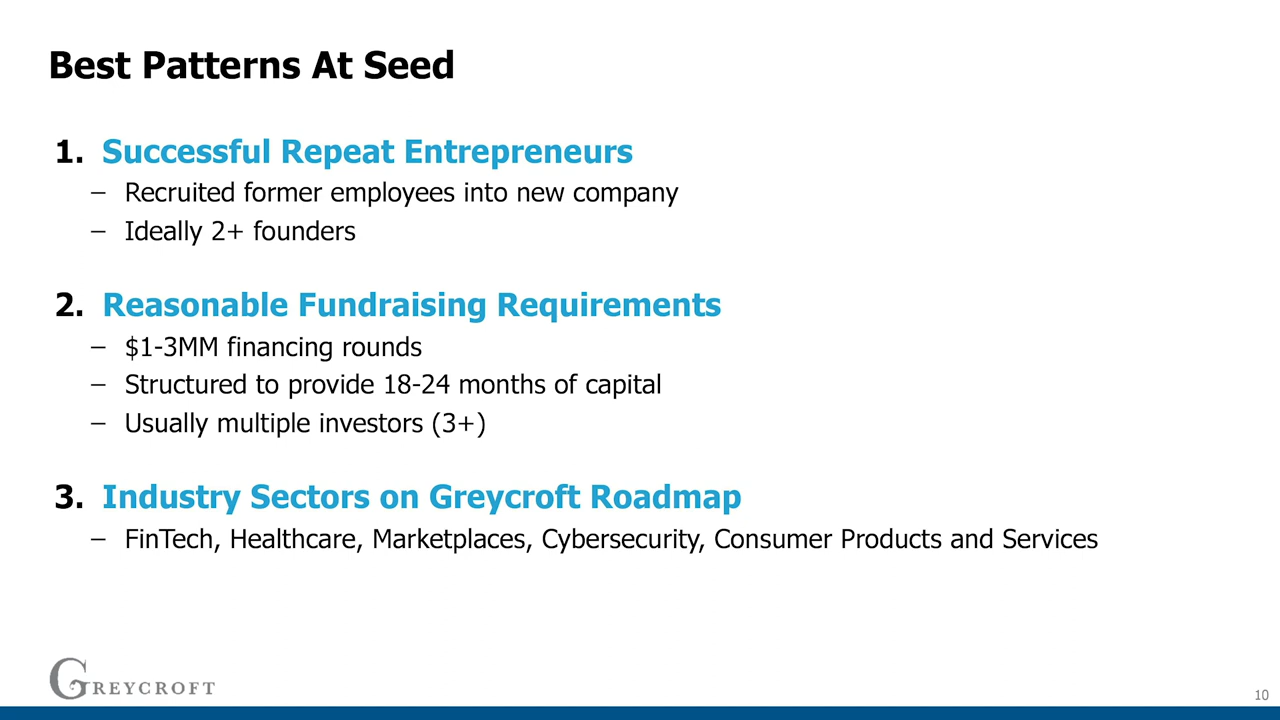 Best Patterns At Seed
1. Successful Repeat Entrepreneurs
– Recruited former employees into new company
– Ideally 2+ founders
2. Reasonable Fundraising Requirements
– $1-3MM financing rounds
– Structured to provide 18-24 months of capital
– Usually multiple investors (3+)
3. Industry Sectors on Greycroft Roadmap
– FinTech, Healthcare, Marketplaces, Cybersecurity, Consumer Products and Services
GREYCROFT
10